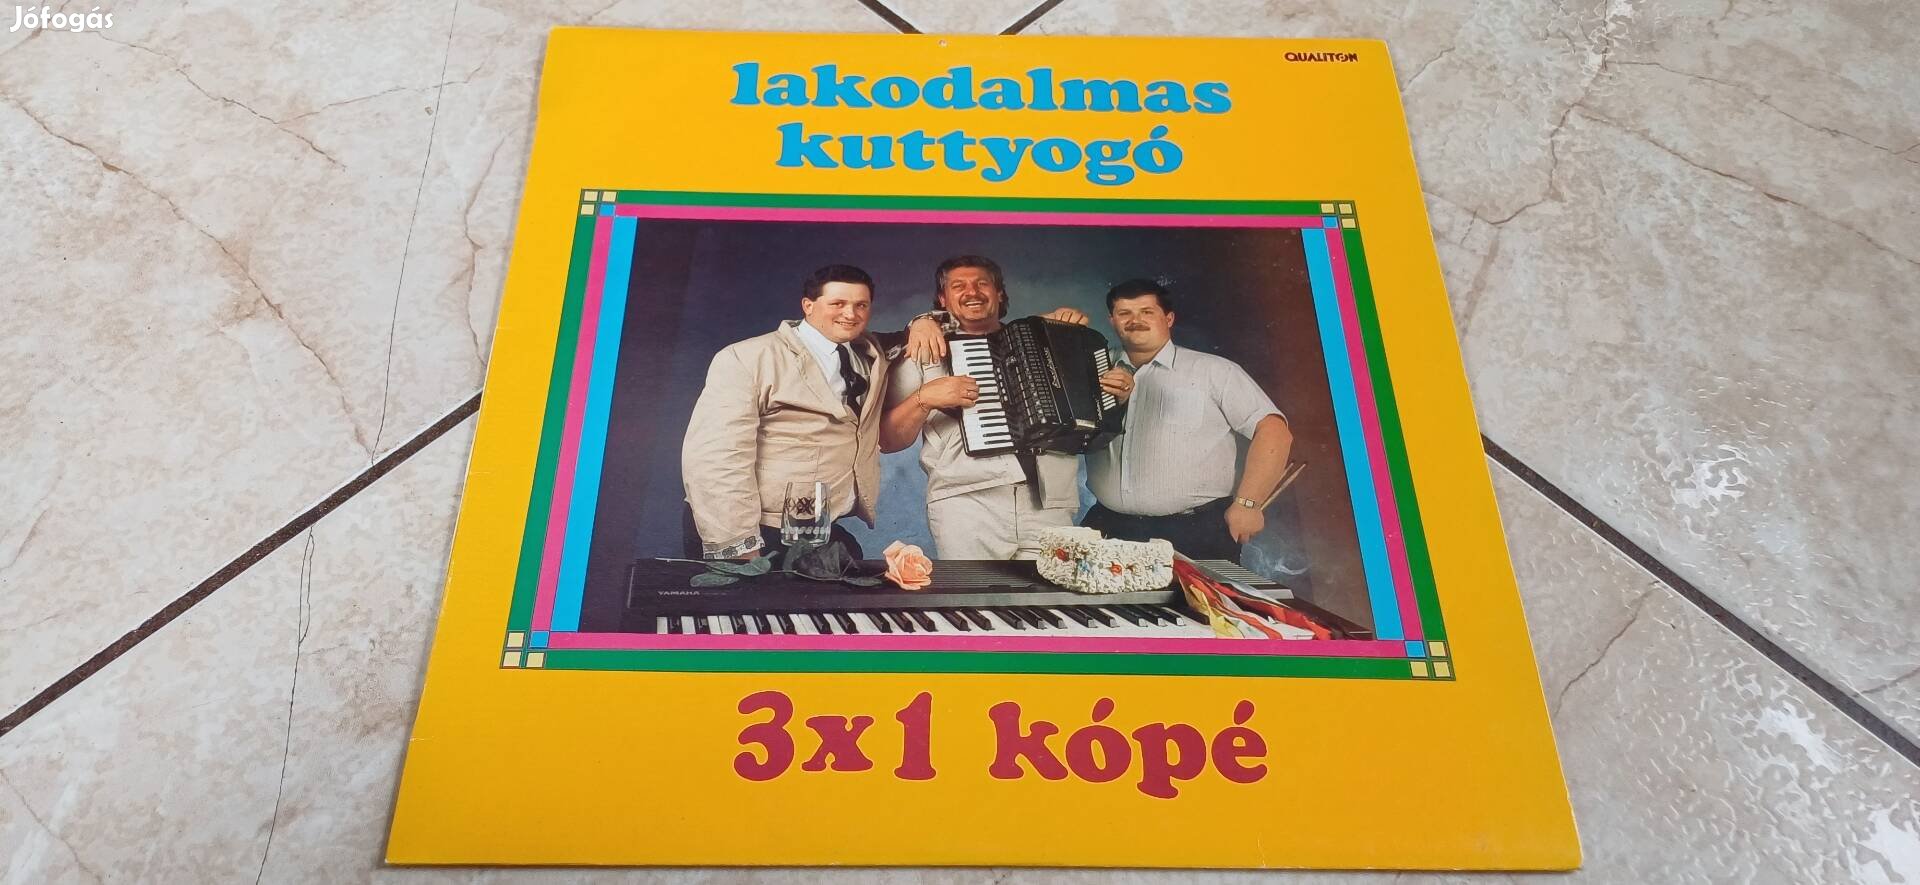 Jófogás
QUALITON
lakodalmas
kuttyogó
YAMAHA
3x1 kópé